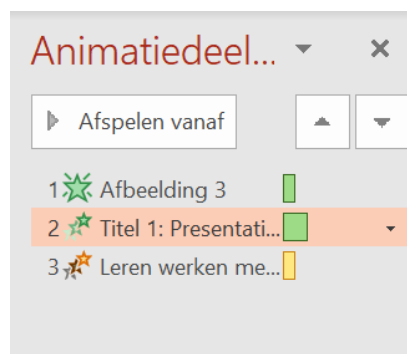 Animatiedeel...
Afspelen vanaf
1 Afbeelding 3
2 Titel 1: Presentati...
3 Leren werken me...